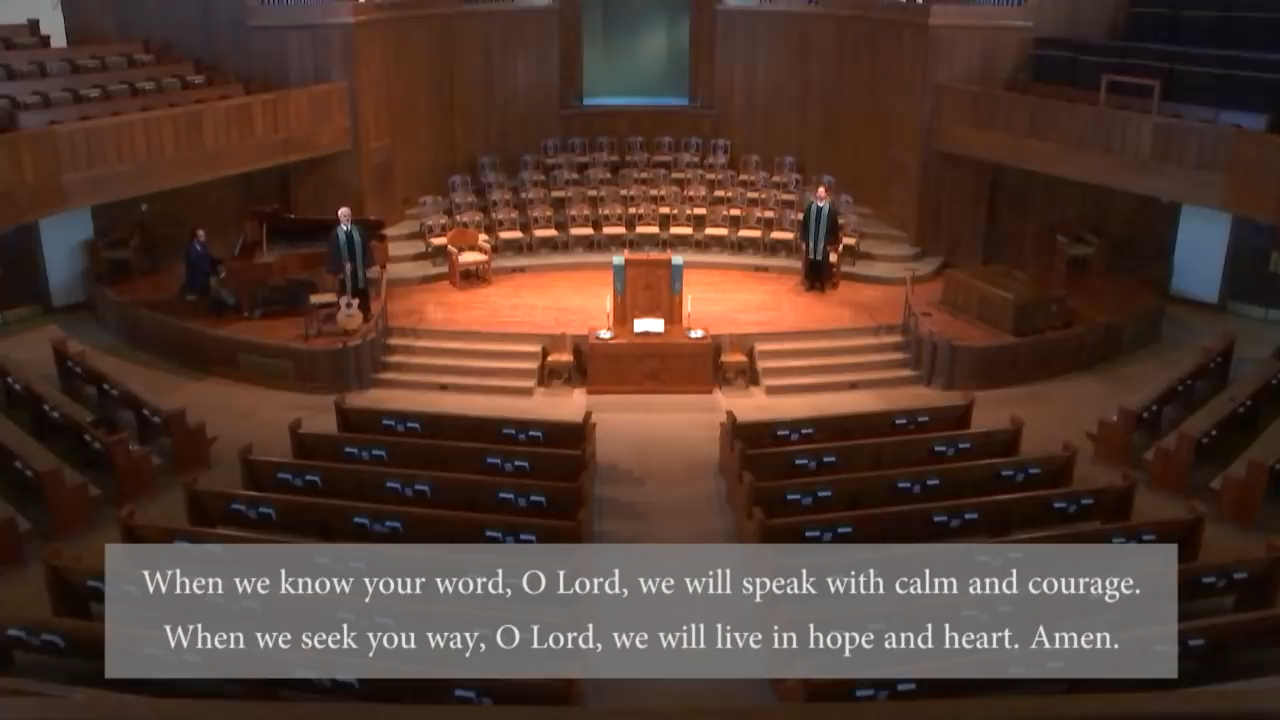 When we know your word, O Lord, we will speak with calm and courage.
When we seek you way, O Lord, we will live in hope and heart. Amen.